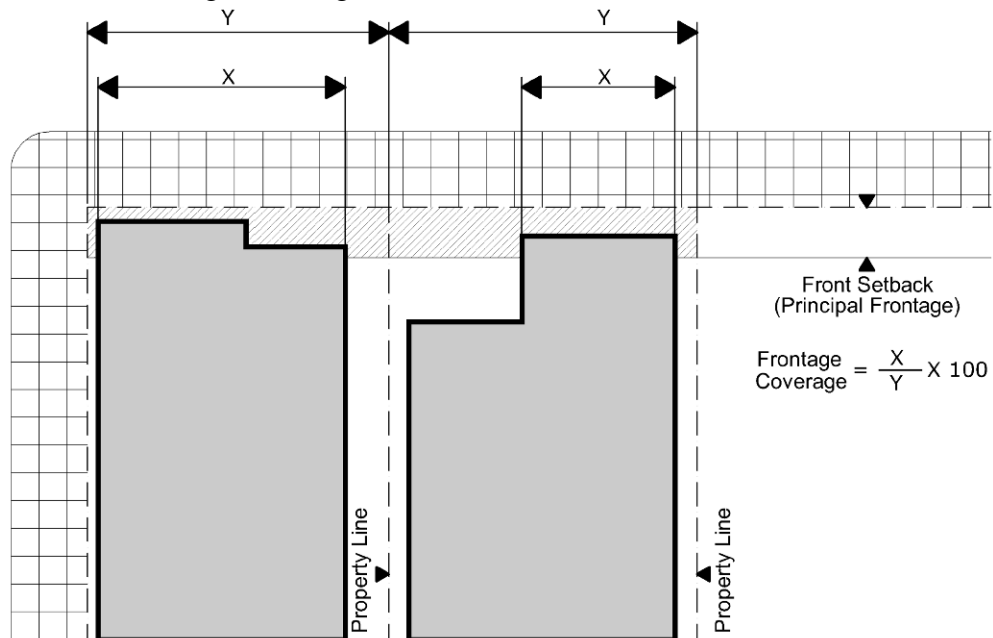 Y
Y
X
X
Front Setback
(Principal Frontage)
Frontage
Coverage = X
Y X 100
Property Line
Property Line